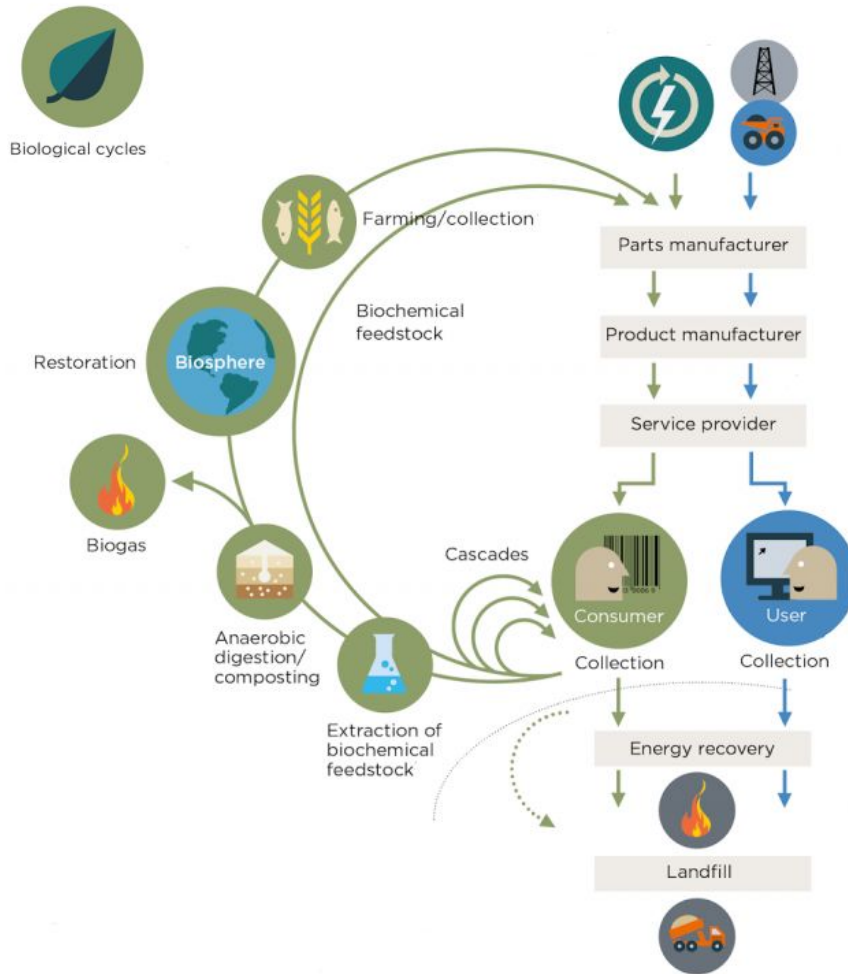 Biological cycles
Farming/collection
Parts manufacturer
Biochemical
feedstock
Product manufacturer
Restoration
Biosphere
Service provider
Biogas
Cascades
Consumer
User
Anaerobic
digestion/
composting
Collection
Collection
Extraction of
biochemical
feedstock
Energy recovery
Landfill